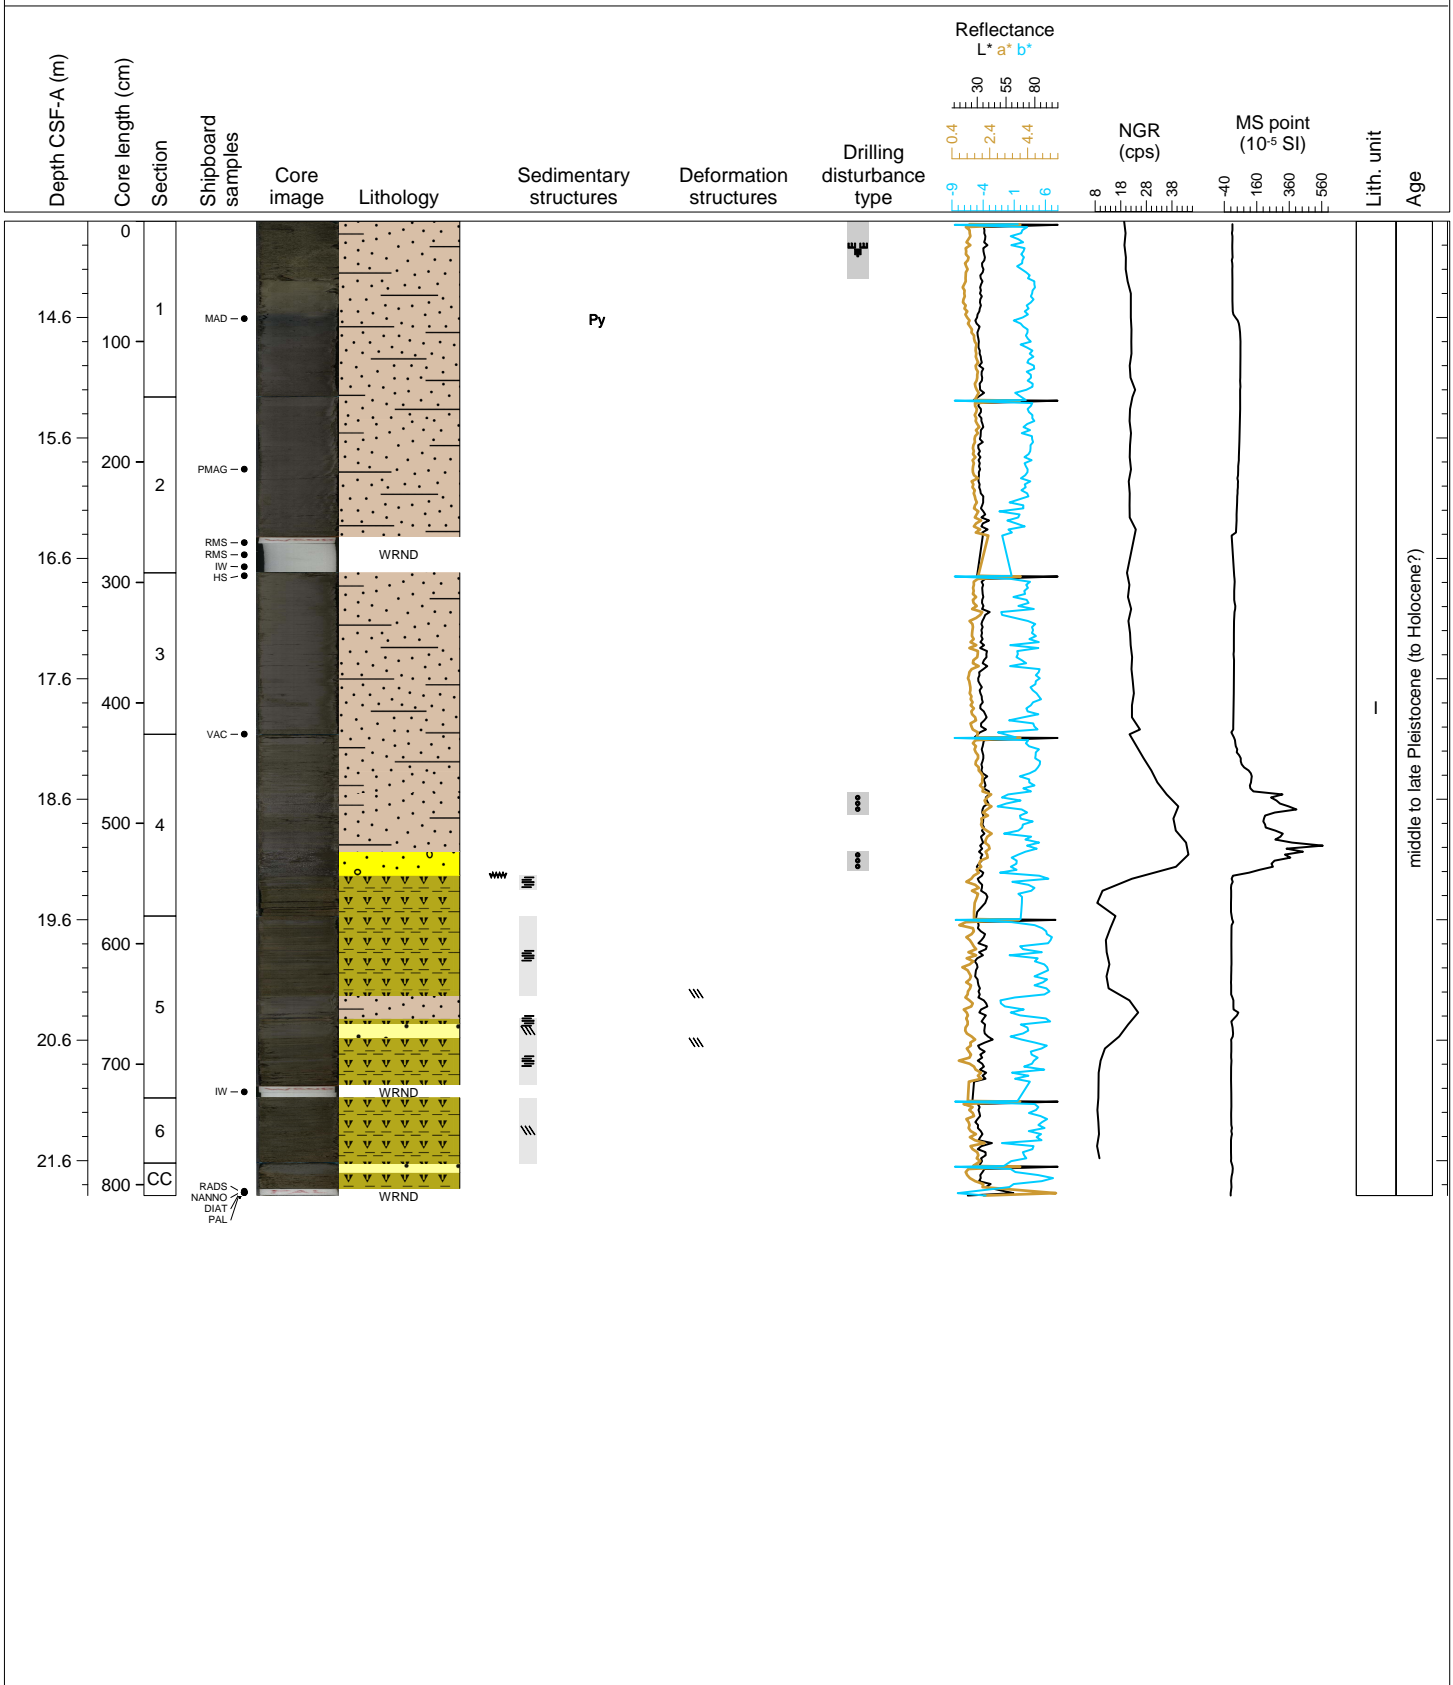 Depth CSF-A (m)
Core length (cm)
Section
Shipboard
samples
Core
image
Lithology
Sedimentary
structures
Deformation
structures
Drilling
disturbance
type
Reflectance
L* a* b*
30 55 80
0.4 2.4 4.4
-9 -4 1 6
NGR
(cps)
8 18 28 38
MS point
(10-5 SI)
-40 160 360 560
Lith. unit
Age
0
1
14.6
MAD
Py
100
15.6
200
PMAG
2
RMS
RMS
WRND
16.6
IW
HS
300
3
17.6
400
I
middle to late Pleistocene (to Holocene?)
VAC
18.6
500
4
19.6
600
5
20.6
700
IW
WRND
6
21.6
CC
800
RADS
NANNO
WRND
DIAT
PAL